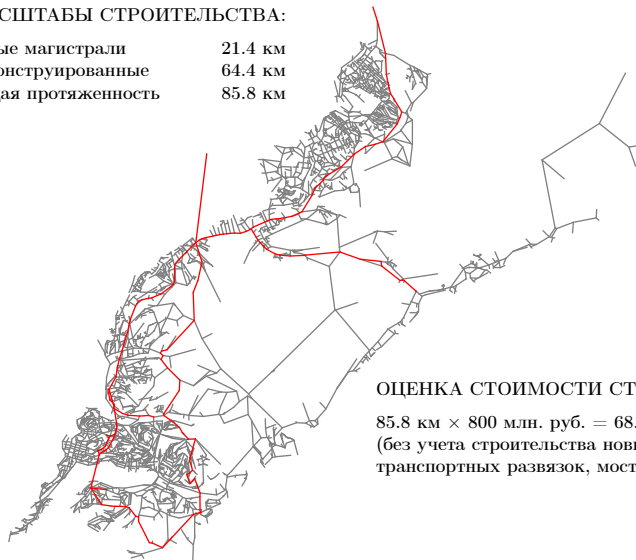 СШТАБЫ СТРОИТЕЛЬСТВА:
ые магистрали 21.4 км
онструированные 64.4 км
ая протяженность 85.8 км
ОЦЕНКА СТОИМОСТИ СТ
85.8 км × 800 млн. руб. = 68.
(без учета строительства нов
транспортных развязок, мост